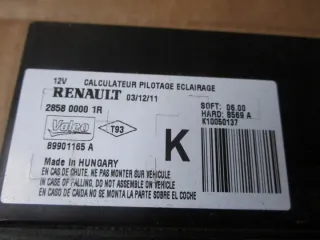 12V CALCULATEUR PILOTAGE ECLAIRAGE
RENAULT 03/12/11
2858 0000 1R
SOFT: 06.00
HARD: B569 A
K10050137
Valeo T93
89901165 A
K
Made In HUNGARY
EN CAS DE CHUTE, NE PAS MONTER SUR VEHICULE
IN CASE OF FALLING, DO NOT ASSEMBLE ON VEHICLE
EN CASO DE CAIDA NO SE MONTA LA PARTE SOBRE EL COCHE